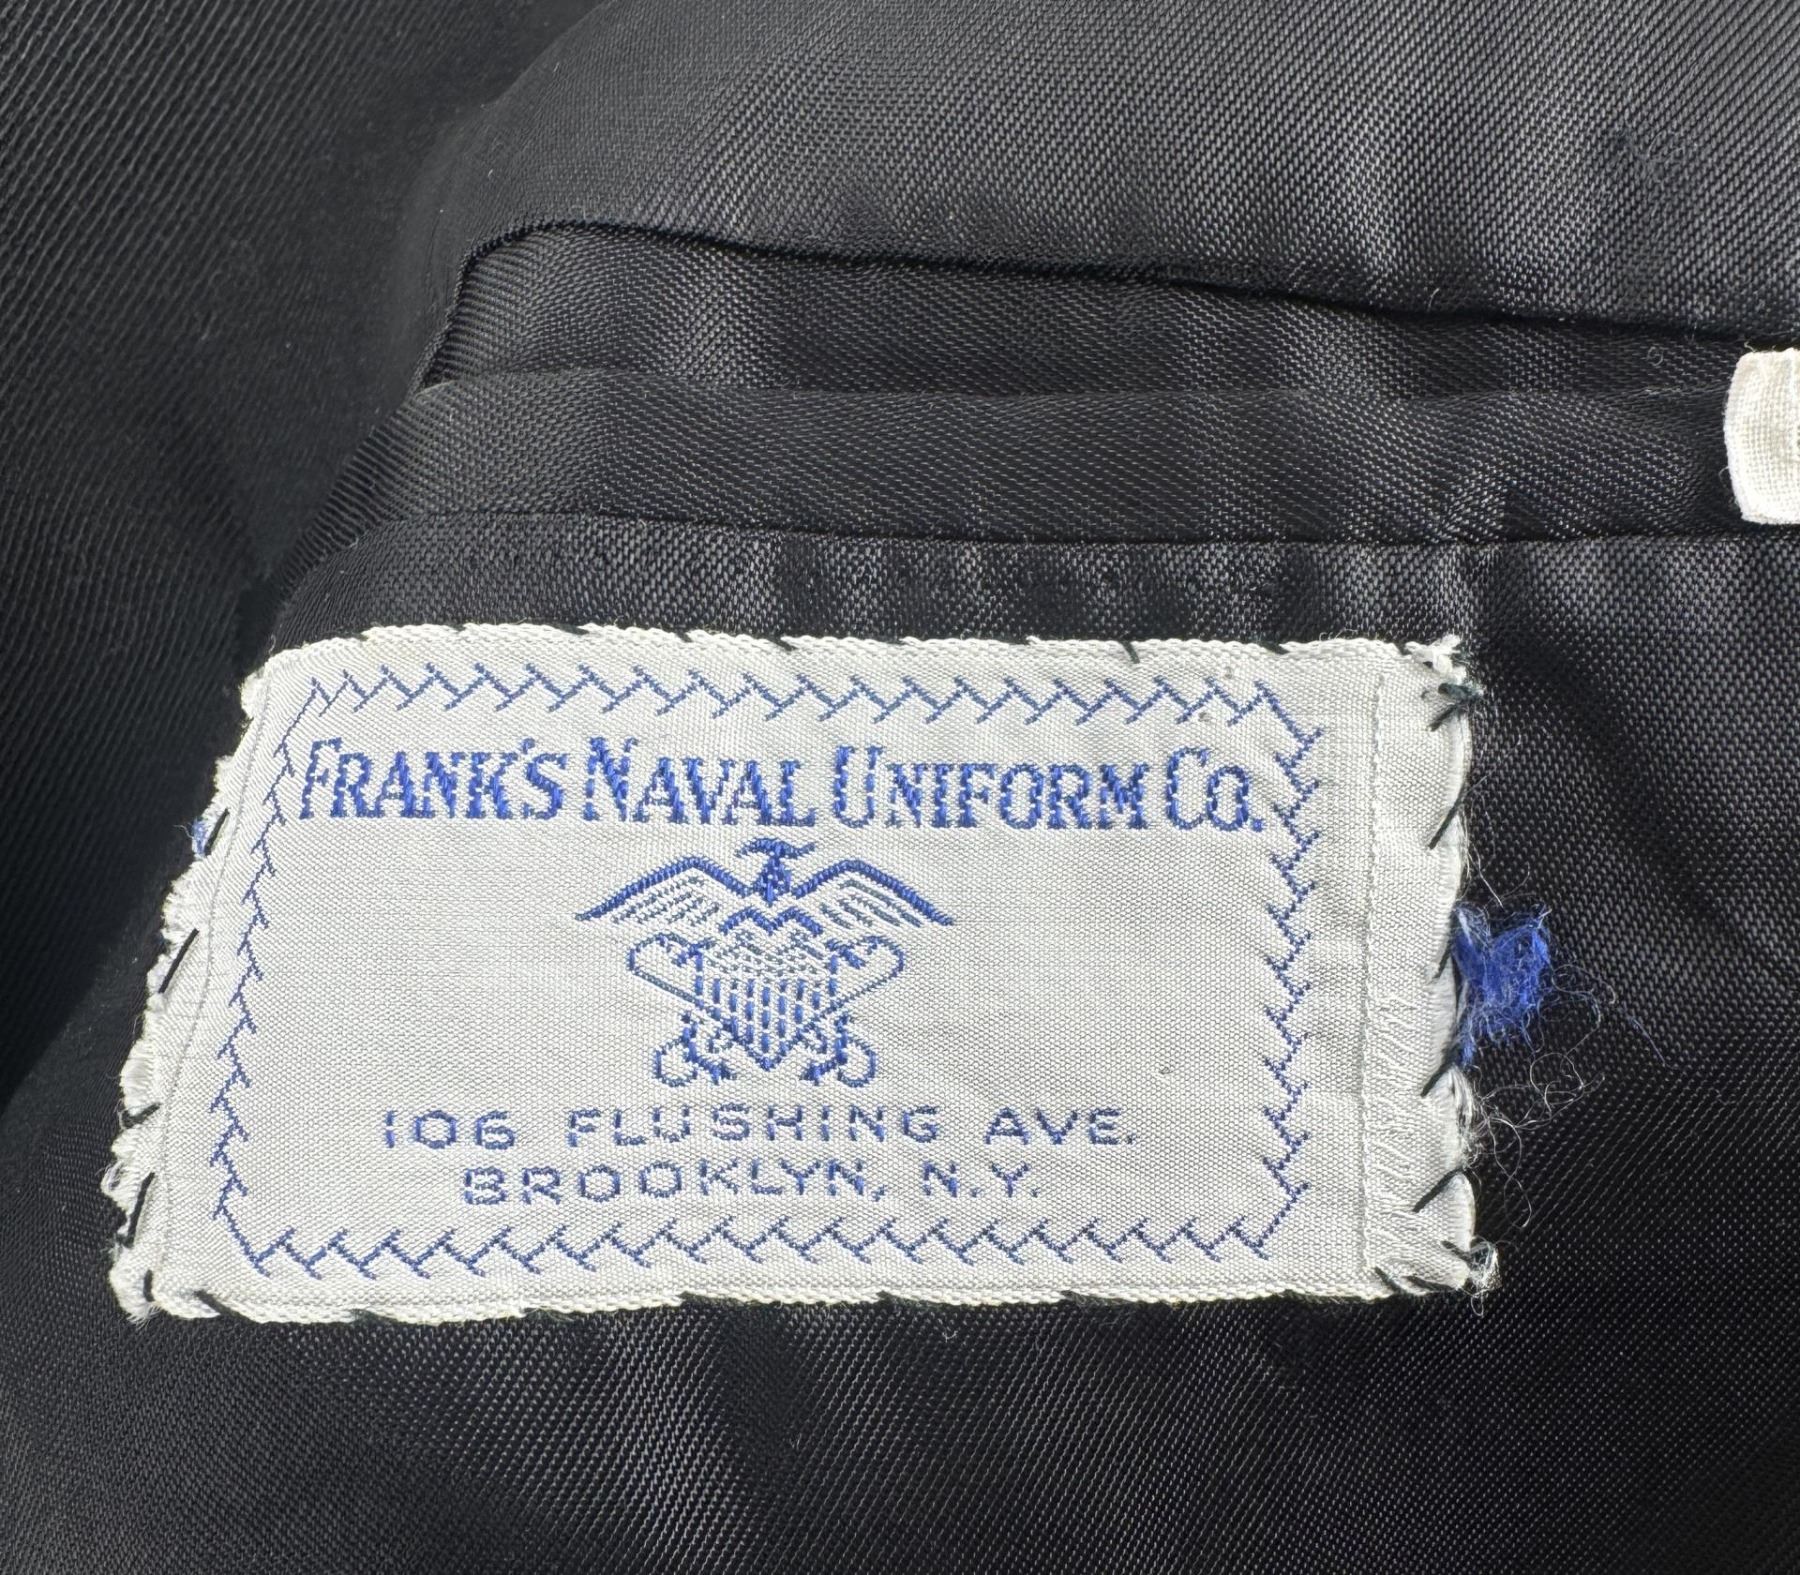 FRANK'S NAVAL UNIFORM CO.
106 FLUSHING AVE.
BROOKLYN, N.Y.